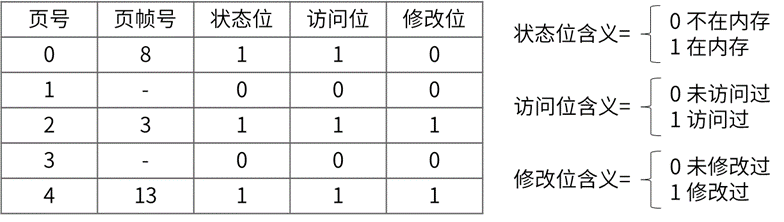 页号 页帧号 状态位 访问位 修改位
0 8 1 1 0
1 - 0 0 0
2 3 1 1 1
3 - 0 0 0
4 13 1 1 1
状态位含义= 0 不在内存
1 在内存
访问位含义= 0 未访问过
1 访问过
修改位含义= 0 未修改过
1 修改过